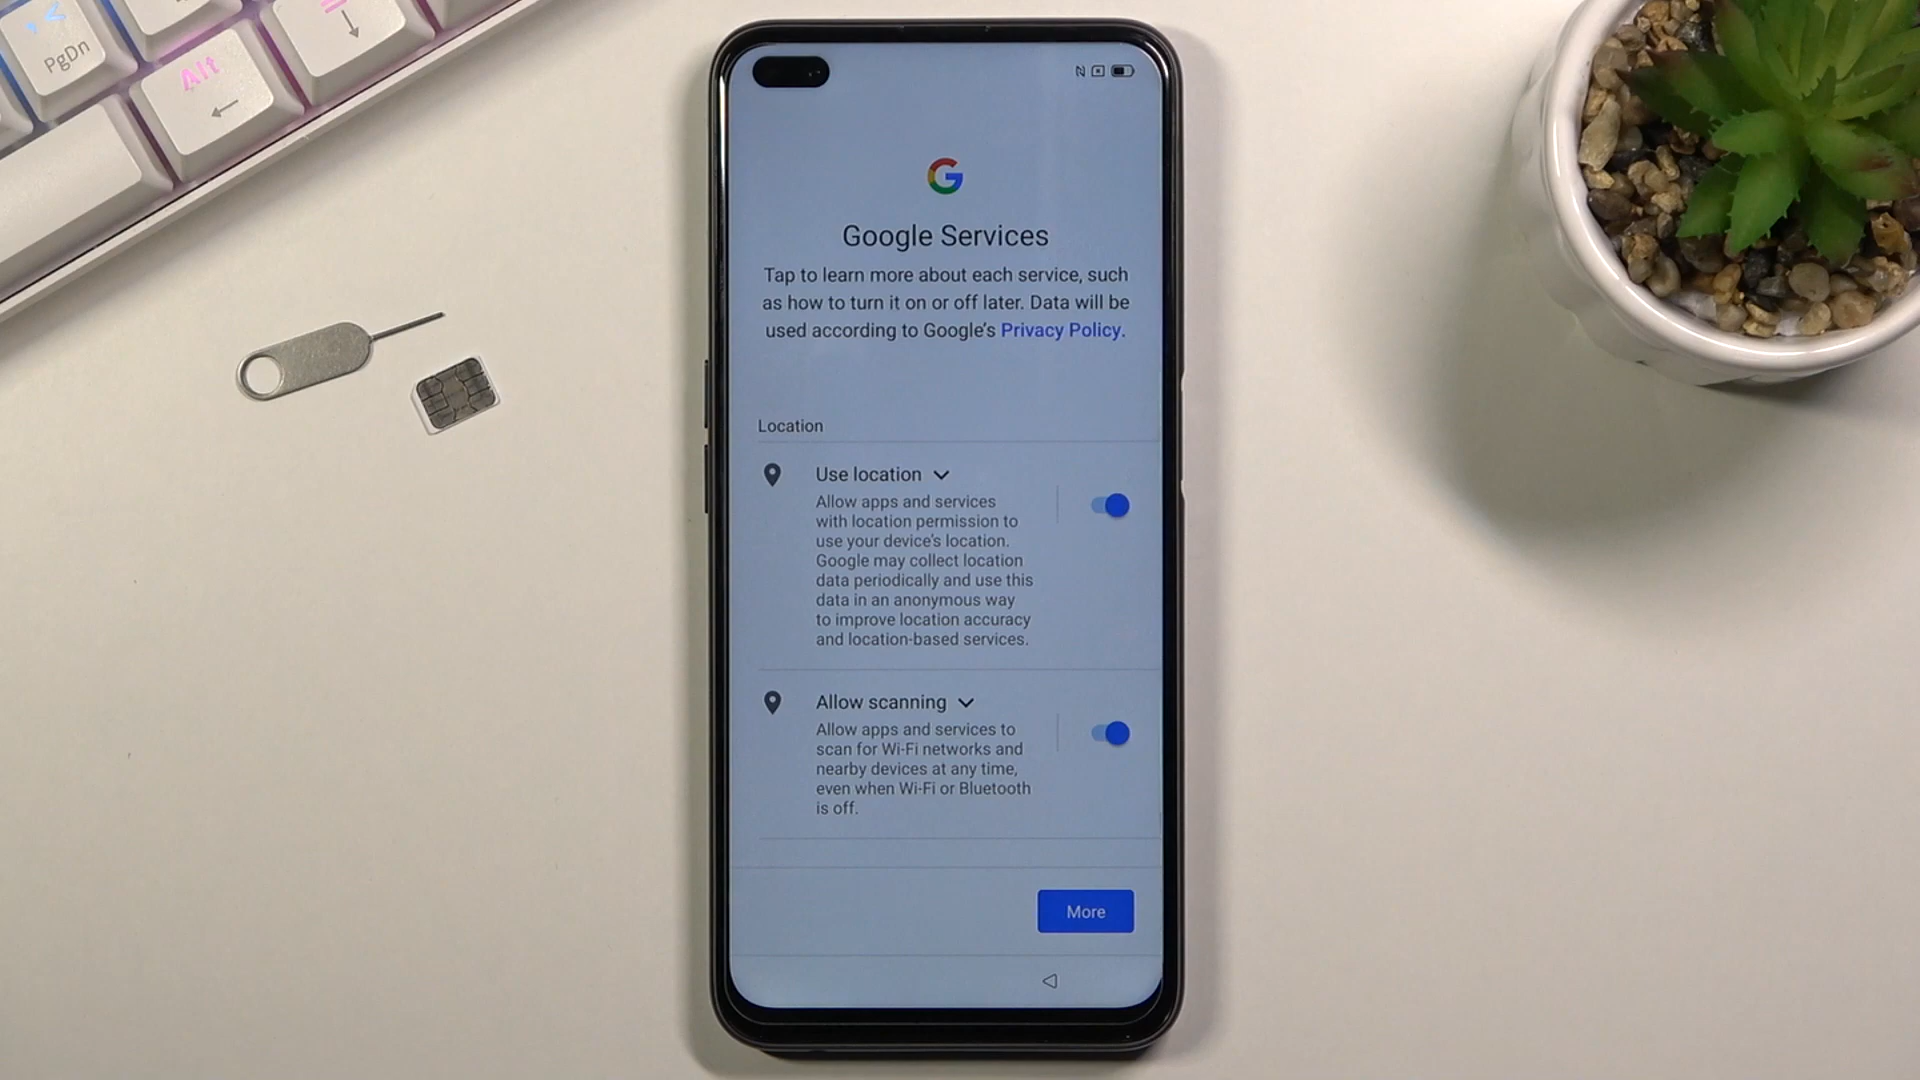 PgDn
Alt
Google Services
Tap to learn more about each service, such
as how to turn it on or off later. Data will be
used according to Google's Privacy Policy.
Location
Use location
Allow apps and services
with location permission to
use your device's location.
Google may collect location
data periodically and use this
data in an anonymous way
to improve location accuracy
and location-based services.
Allow scanning
Allow apps and services to
scan for Wi-Fi networks and
nearby devices at any time,
even when Wi-Fi or Bluetooth
is off.
More